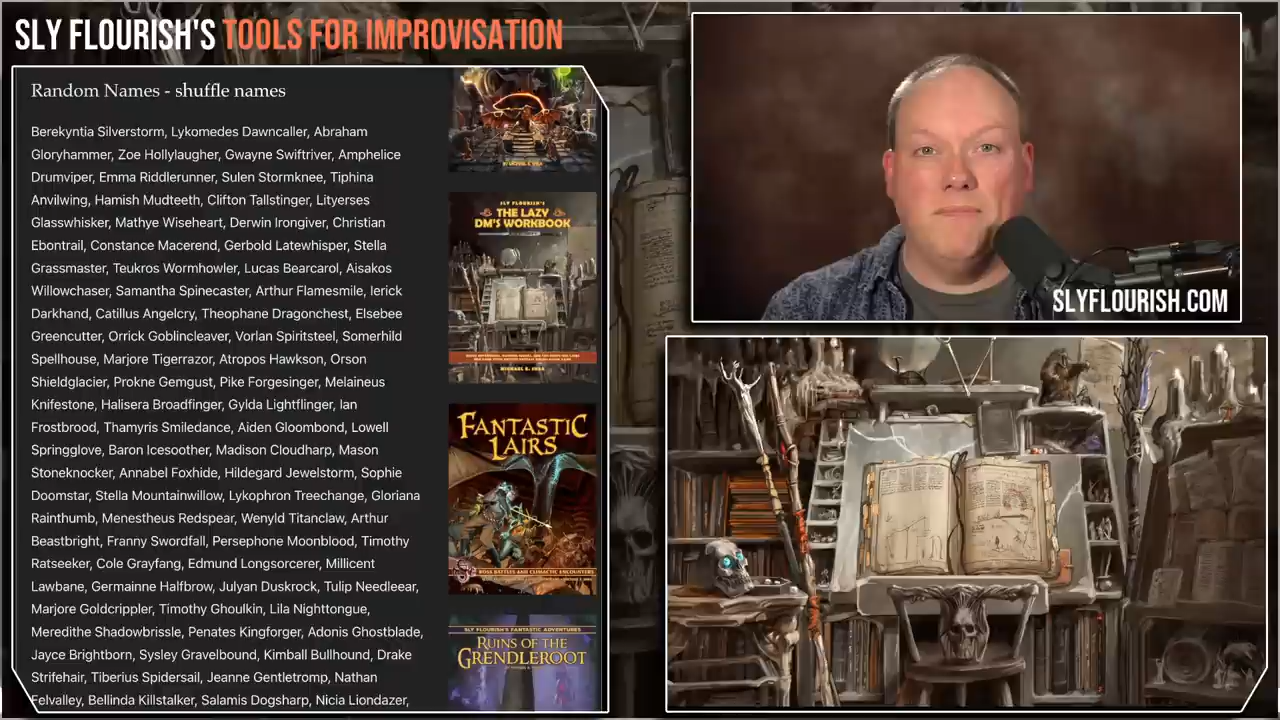 SLY FLOURISH'S TOOLS FOR IMPROVISATION
Random Names - shuffle names
Berekyntia Silverstorm, Lykomedes Dawncaller, Abraham
Gloryhammer, Zoe Hollylaugher, Gwayne Swiftriver, Amphelice
Drumviper, Emma Riddlerunner, Sulen Stormknee, Tiphina
Anvilwing, Hamish Mudteeth, Clifton Tallstinger, Lityerses
Glasswhisker, Mathye Wiseheart, Derwin Irongiver, Christian
Ebontrail, Constance Macerend, Gerbold Latewhisper, Stella
Grassmaster, Teukros Wormhowler, Lucas Bearcarol, Aisakos
Willowchaser, Samantha Spinecaster, Arthur Flamesmile, Ierick
Darkhand, Catillus Angelcry, Theophane Dragonchest, Elsebee
Greencutter, Orrick Goblincleaver, Vorlan Spiritsteel, Somerhild
Spellhouse, Marjore Tigerrazor, Atropos Hawkson, Orson
Shieldglacier, Prokne Gemgust, Pike Forgesinger, Melaineus
Knifestone, Halisera Broadfinger, Gylda Lightflinger, Ian
Frostbrood, Thamyris Smiledance, Aiden Gloombond, Lowell
Springglove, Baron Icesoother, Madison Cloudharp, Mason
Stoneknocker, Annabel Foxhide, Hildegard Jewelstorm, Sophie
Doomstar, Stella Mountainwillow, Lykophron Treechange, Gloriana
Rainthumb, Menestheus Redspear, Wenyld Titanclaw, Arthur
Beastbright, Franny Swordfall, Persephone Moonblood, Timothy
Ratseeker, Cole Grayfang, Edmund Longsorcerer, Millicent
Lawbane, Germainne Halfbrow, Julyan Duskrock, Tulip Needleear,
Marjore Goldcrippler, Timothy Ghoulkin, Lila Nighttongue,
Meredithe Shadowbrissle, Penates Kingforger, Adonis Ghostblade,
Jayce Brightborn, Sysley Gravelbound, Kimball Bullhound, Drake
Strifehair, Tiberius Spidersail, Jeanne Gentletromp, Nathan
Felvalley, Bellinda Killstalker, Salamis Dogsharp, Nicia Liondazer,
SLY FLOURISH'S
THE LAZY
DM'S WORKBOOK
MICHAEL E. SHEA
FANTASTIC
LAIRS
BOSS BATTLES AND CLIMACTIC ENCOUNTERS
SLY FLOURISH'S FANTASTIC ADVENTURES
RUINS OF THE
GRENDLEROOT
SLYFLOURISH.COM